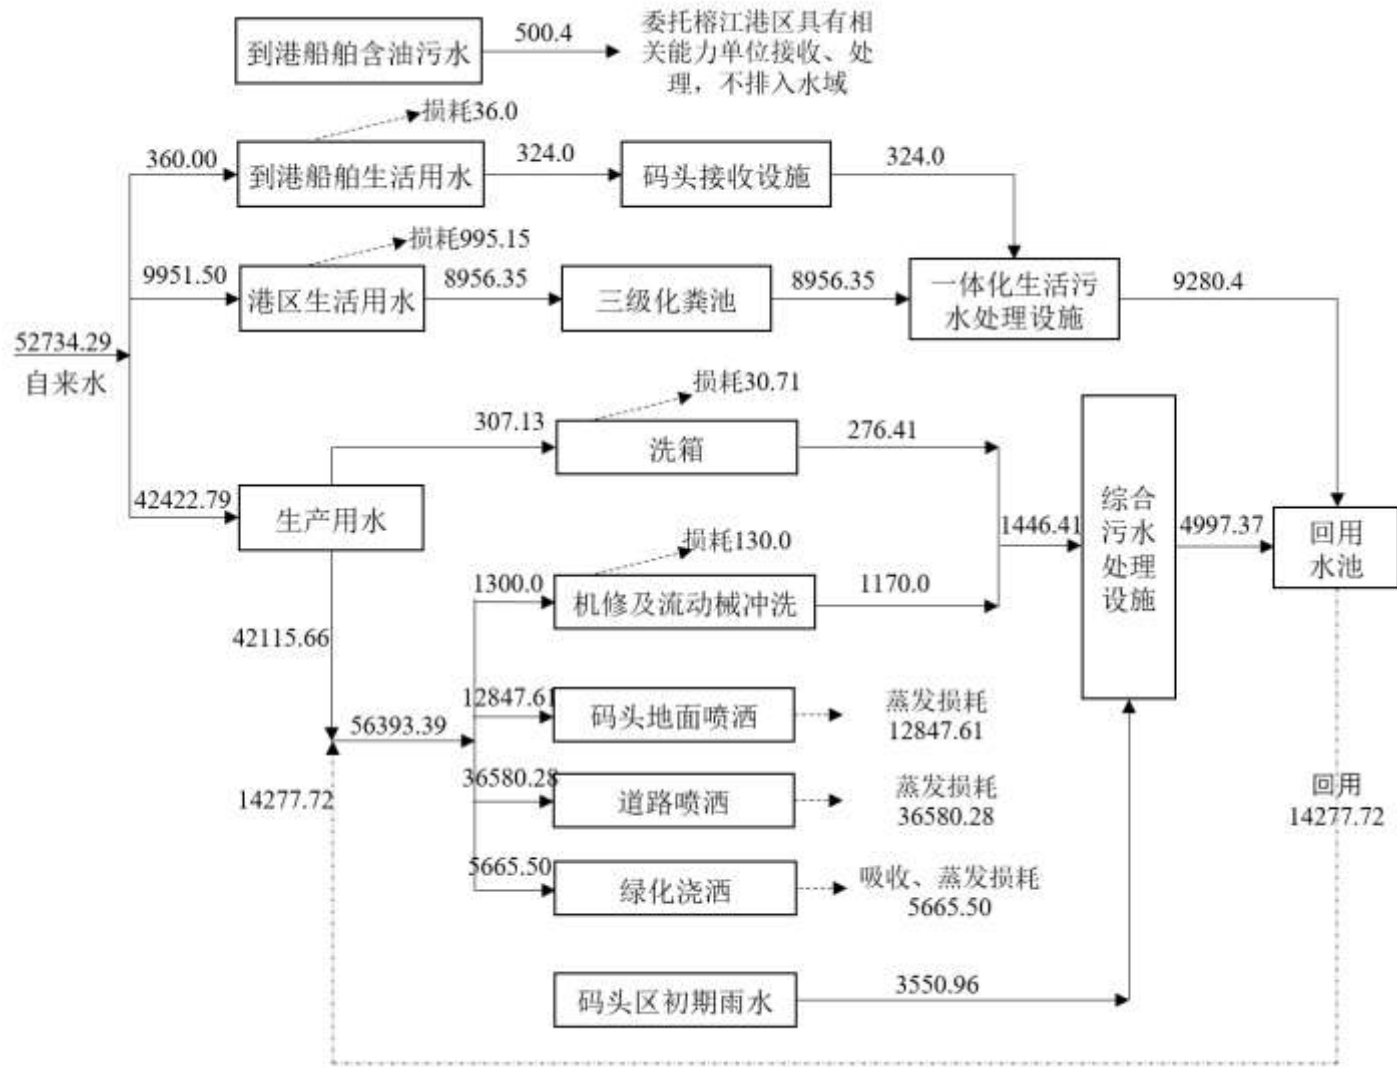 到港船舶含油污水
500.4
委托榕江港区具有相
关能力单位接收、处
理，不排入水域
损耗36.0
360.00
到港船舶生活用水
324.0
码头接收设施
324.0
损耗995.15
9951.50
港区生活用水
8956.35
三级化粪池
8956.35
一体化生活污
水处理设施
9280.4
52734.29
自来水
损耗30.71
307.13
洗箱
276.41
42422.79
生产用水
综合
污水
处理
设施
1446.41
4997.37
回用
水池
损耗130.0
1300.0
机修及流动械冲洗
1170.0
42115.66
12847.61
码头地面喷洒
蒸发损耗
12847.61
56393.39
36580.28
道路喷洒
蒸发损耗
36580.28
14277.72
回用
14277.72
5665.50
绿化浇洒
吸收、蒸发损耗
5665.50
码头区初期雨水
3550.96